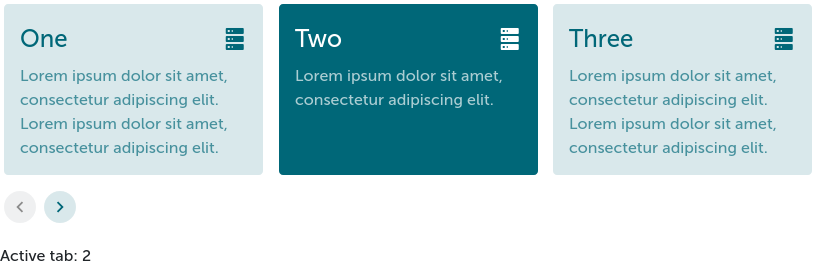 One
Lorem ipsum dolor sit amet,
consectetur adipiscing elit.
Lorem ipsum dolor sit amet,
consectetur adipiscing elit.
Two
Lorem ipsum dolor sit amet,
consectetur adipiscing elit.
Three
Lorem ipsum dolor sit amet,
consectetur adipiscing elit.
Lorem ipsum dolor sit amet,
consectetur adipiscing elit.
Active tab: 2